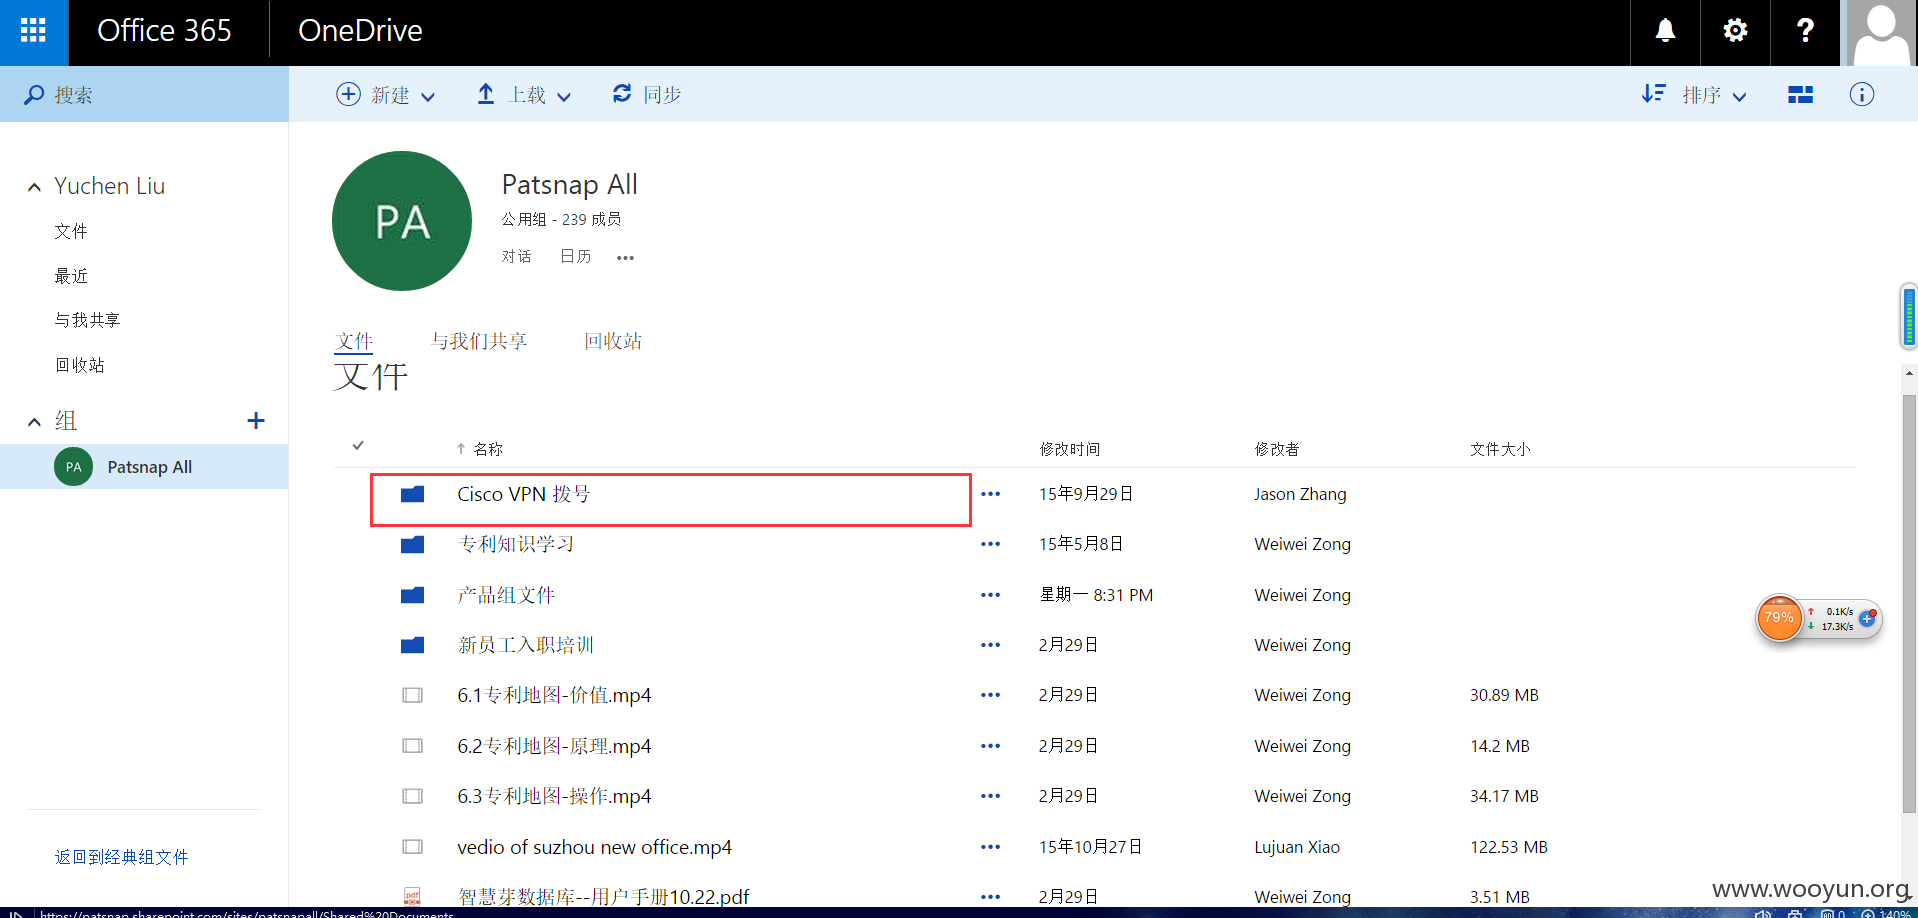 Office 365
OneDrive
?
搜索
新建
上载
同步
排序
Yuchen Liu
文件
最近
与我共享
回收站
组
PA
Patsnap All
返回到经典组文件
PA
Patsnap All
公用组 - 239 成员
对话 日历
文件 与我们共享 回收站
文件
名称 修改时间 修改者 文件大小
Cisco VPN 拨号 15年9月29日 Jason Zhang
专利知识学习 15年5月8日 Weiwei Zong
产品组文件 星期一 8:31 PM Weiwei Zong
新员工入职培训 2月29日 Weiwei Zong
6.1专利地图-价值.mp4 2月29日 Weiwei Zong 30.89 MB
6.2专利地图-原理.mp4 2月29日 Weiwei Zong 14.2 MB
6.3专利地图-操作.mp4 2月29日 Weiwei Zong 34.17 MB
vedio of suzhou new office.mp4 15年10月27日 Lujuan Xiao 122.53 MB
智慧芽数据库--用户手册10.22.pdf 2月29日 Weiwei Zong 3.51 MB
79%
0.1K/s
17.3K/s
www.wooyun.org
https://patsnap.sharepoint.com/sites/patsnapall/Shared%20Documents
0
140%